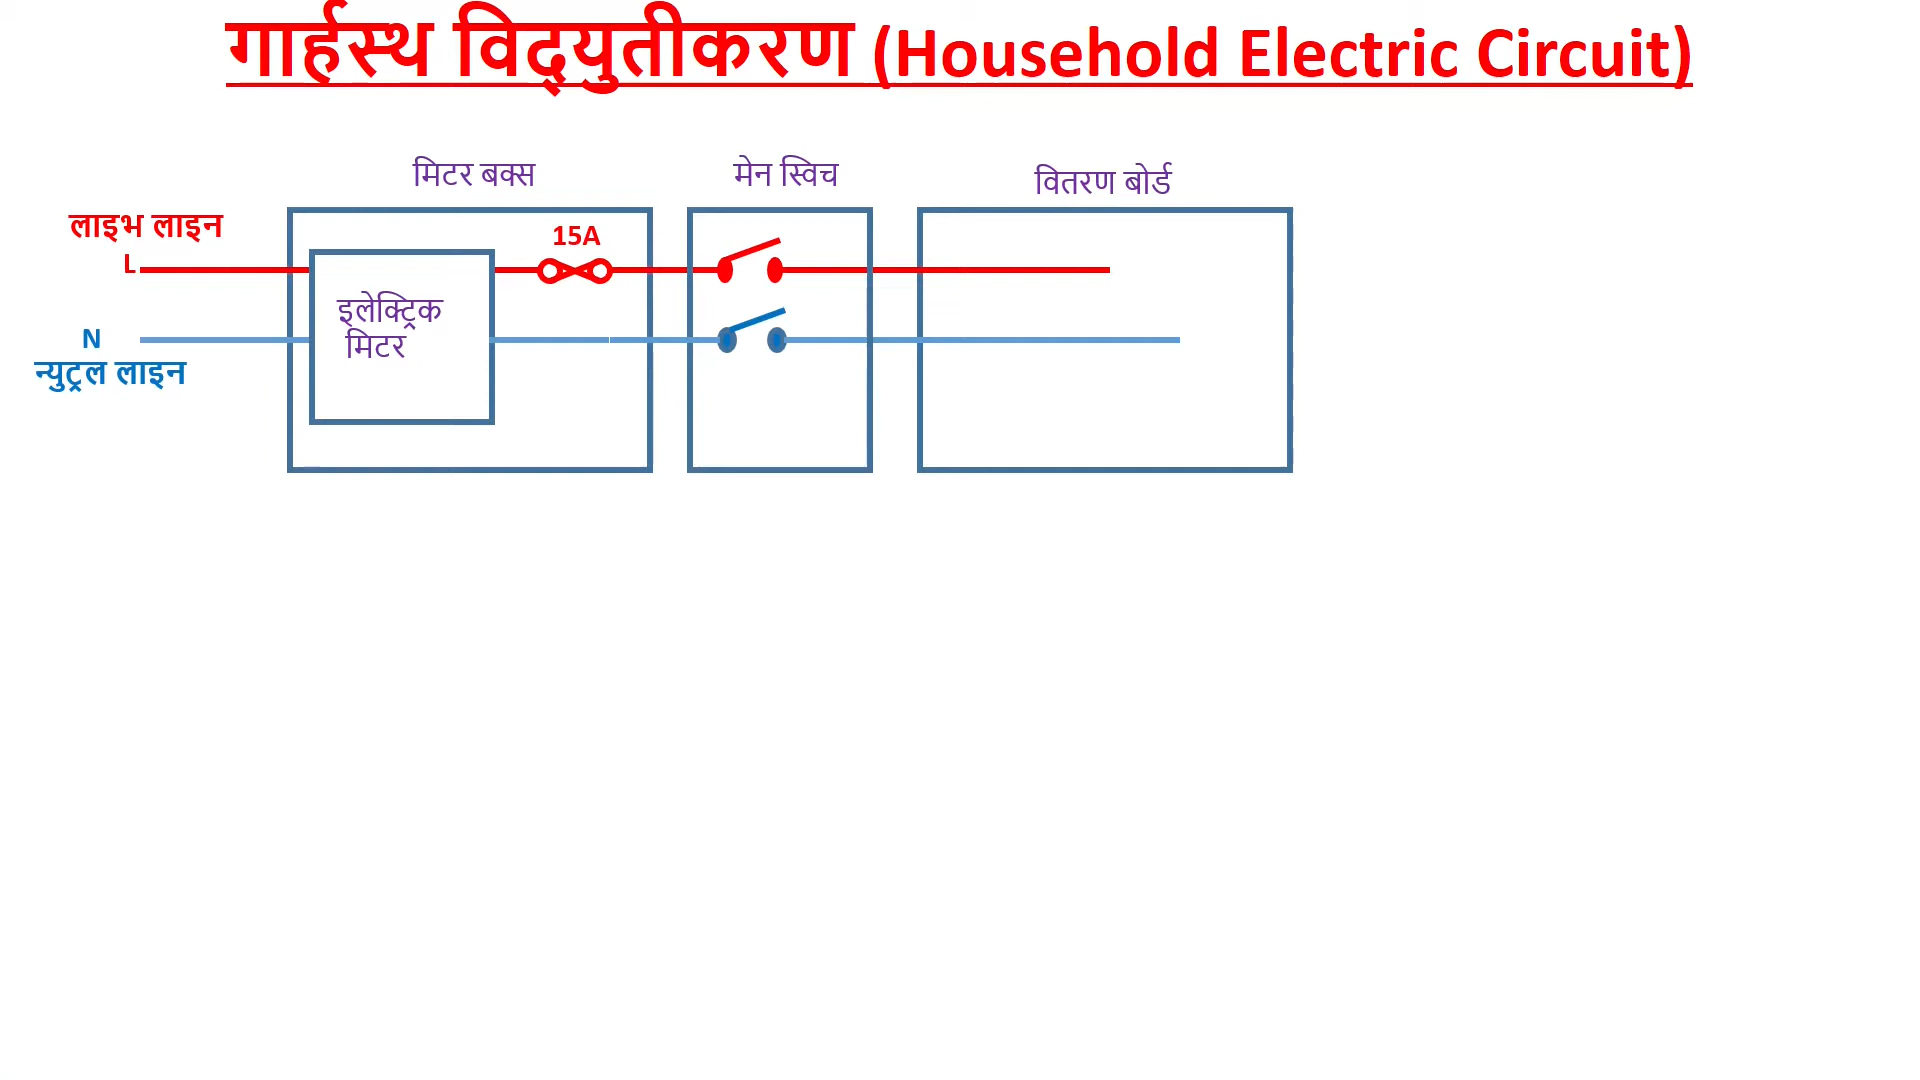 गार्हस्थ विद्युतीकरण (Household Electric Circuit)
मिटर बक्स
मेन स्विच
वितरण बोर्ड
लाइभ लाइन
L
15A
इलेक्ट्रिक
मिटर
N
न्युट्रल लाइन